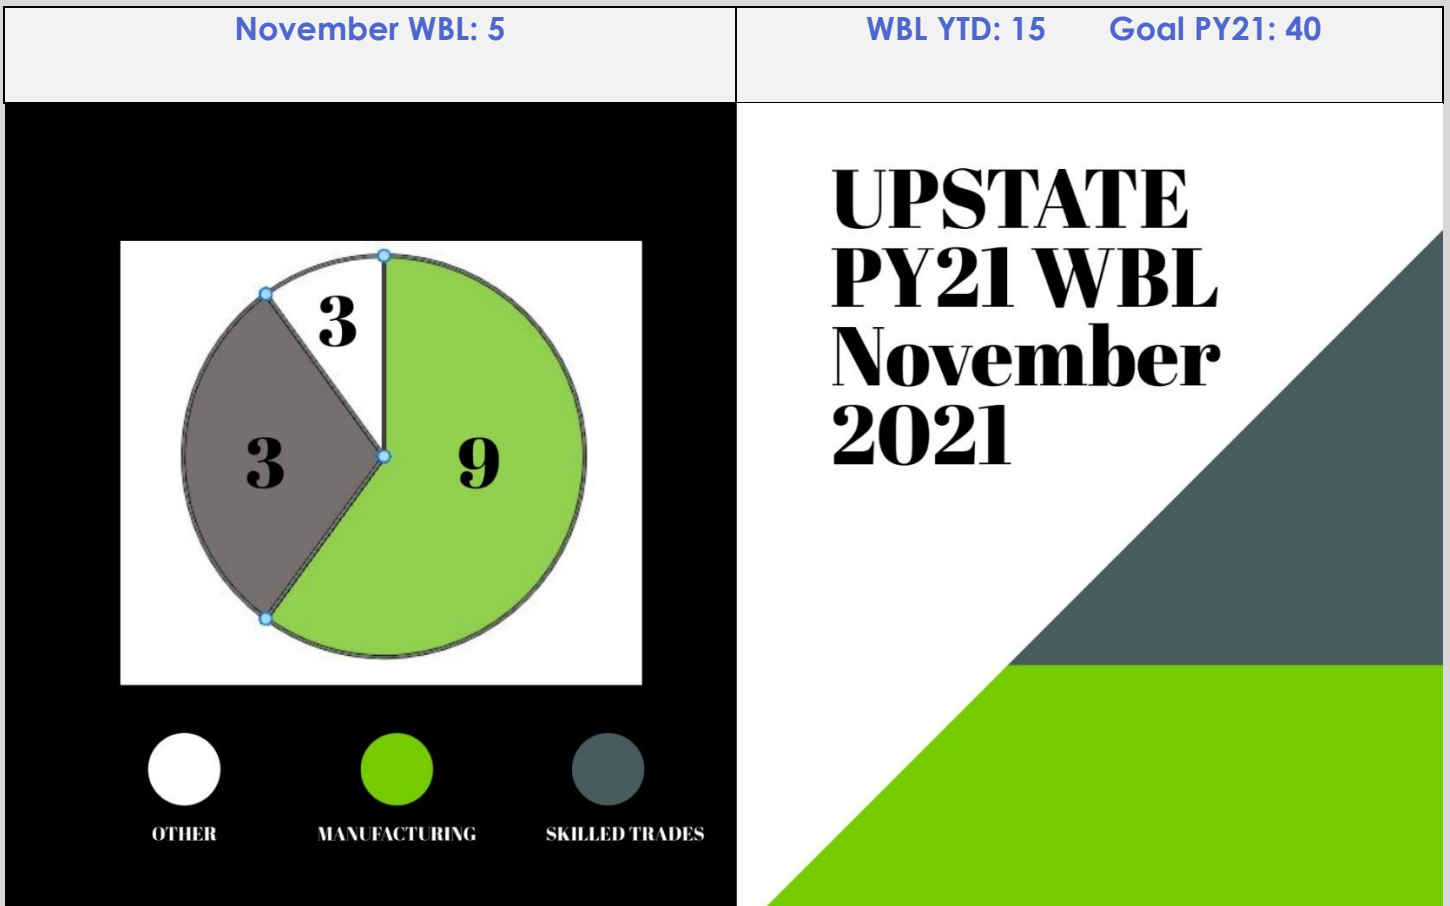 November WBL: 5
WBL YTD: 15 Goal PY21: 40
3
3
9
OTHER
MANUFACTURING
SKILLED TRADES
UPSTATE
PY21 WBL
November
2021